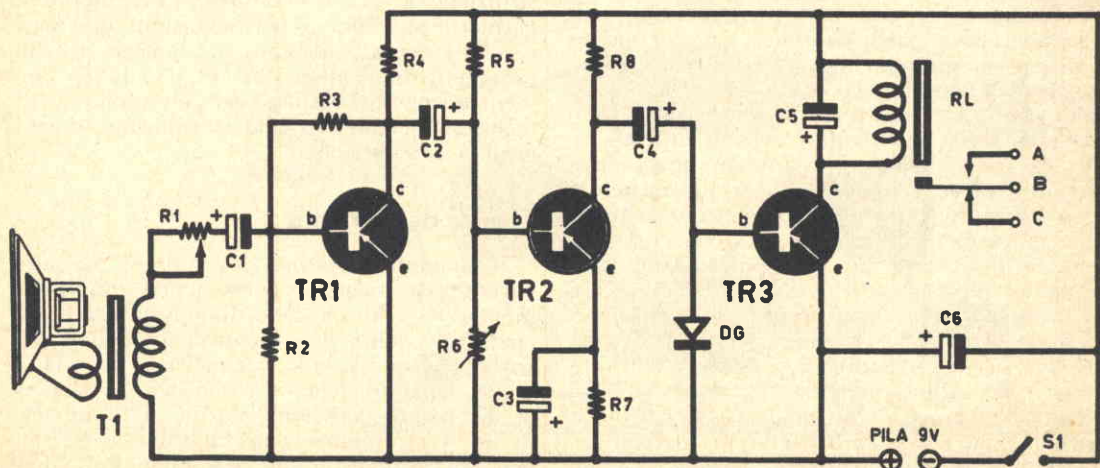 R4
R5
R8
R3
C2
+
C4
+
C5
+
RL
A
B
C
R1
+
C1
b
c
e
TR1
b
c
e
TR2
b
c
e
TR3
R2
R6
C3
+
R7
DG
+
C6
T1
PILA 9V
+
−
S1